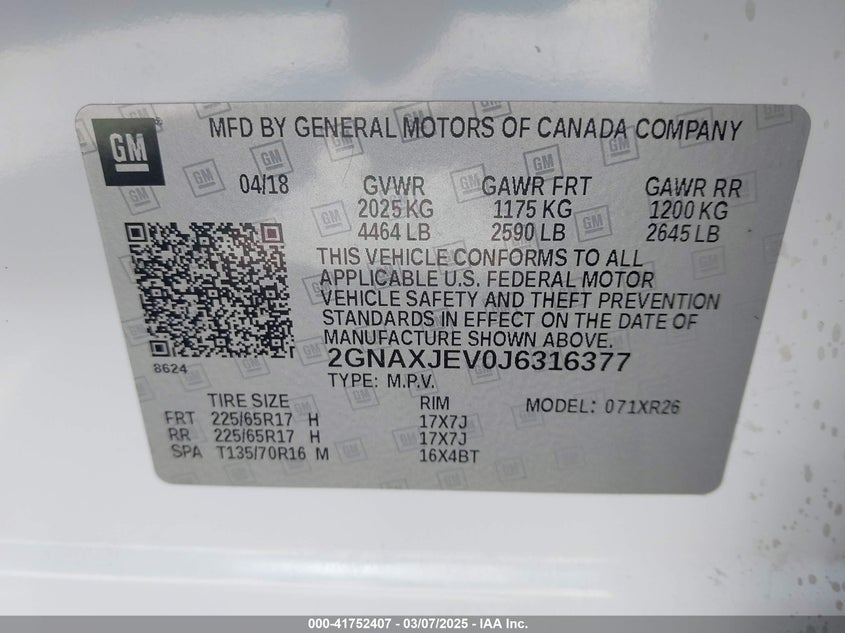 GM ®
MFD BY GENERAL MOTORS OF CANADA COMPANY
04/18 GVWR GAWR FRT GAWR RR
2025 KG 1175 KG 1200 KG
4464 LB 2590 LB 2645 LB
THIS VEHICLE CONFORMS TO ALL
APPLICABLE U.S. FEDERAL MOTOR
VEHICLE SAFETY AND THEFT PREVENTION
STANDARDS IN EFFECT ON THE DATE OF
MANUFACTURE SHOWN ABOVE.
8624
2GNAXJEV0J6316377
TYPE: M.P.V.
TIRE SIZE RIM MODEL: 071XR26
FRT 225/65R17 H 17X7J
RR 225/65R17 H 17X7J
SPA T135/70R16 M 16X4BT
000-41752407 — 03/07/2025 — IAA Inc.